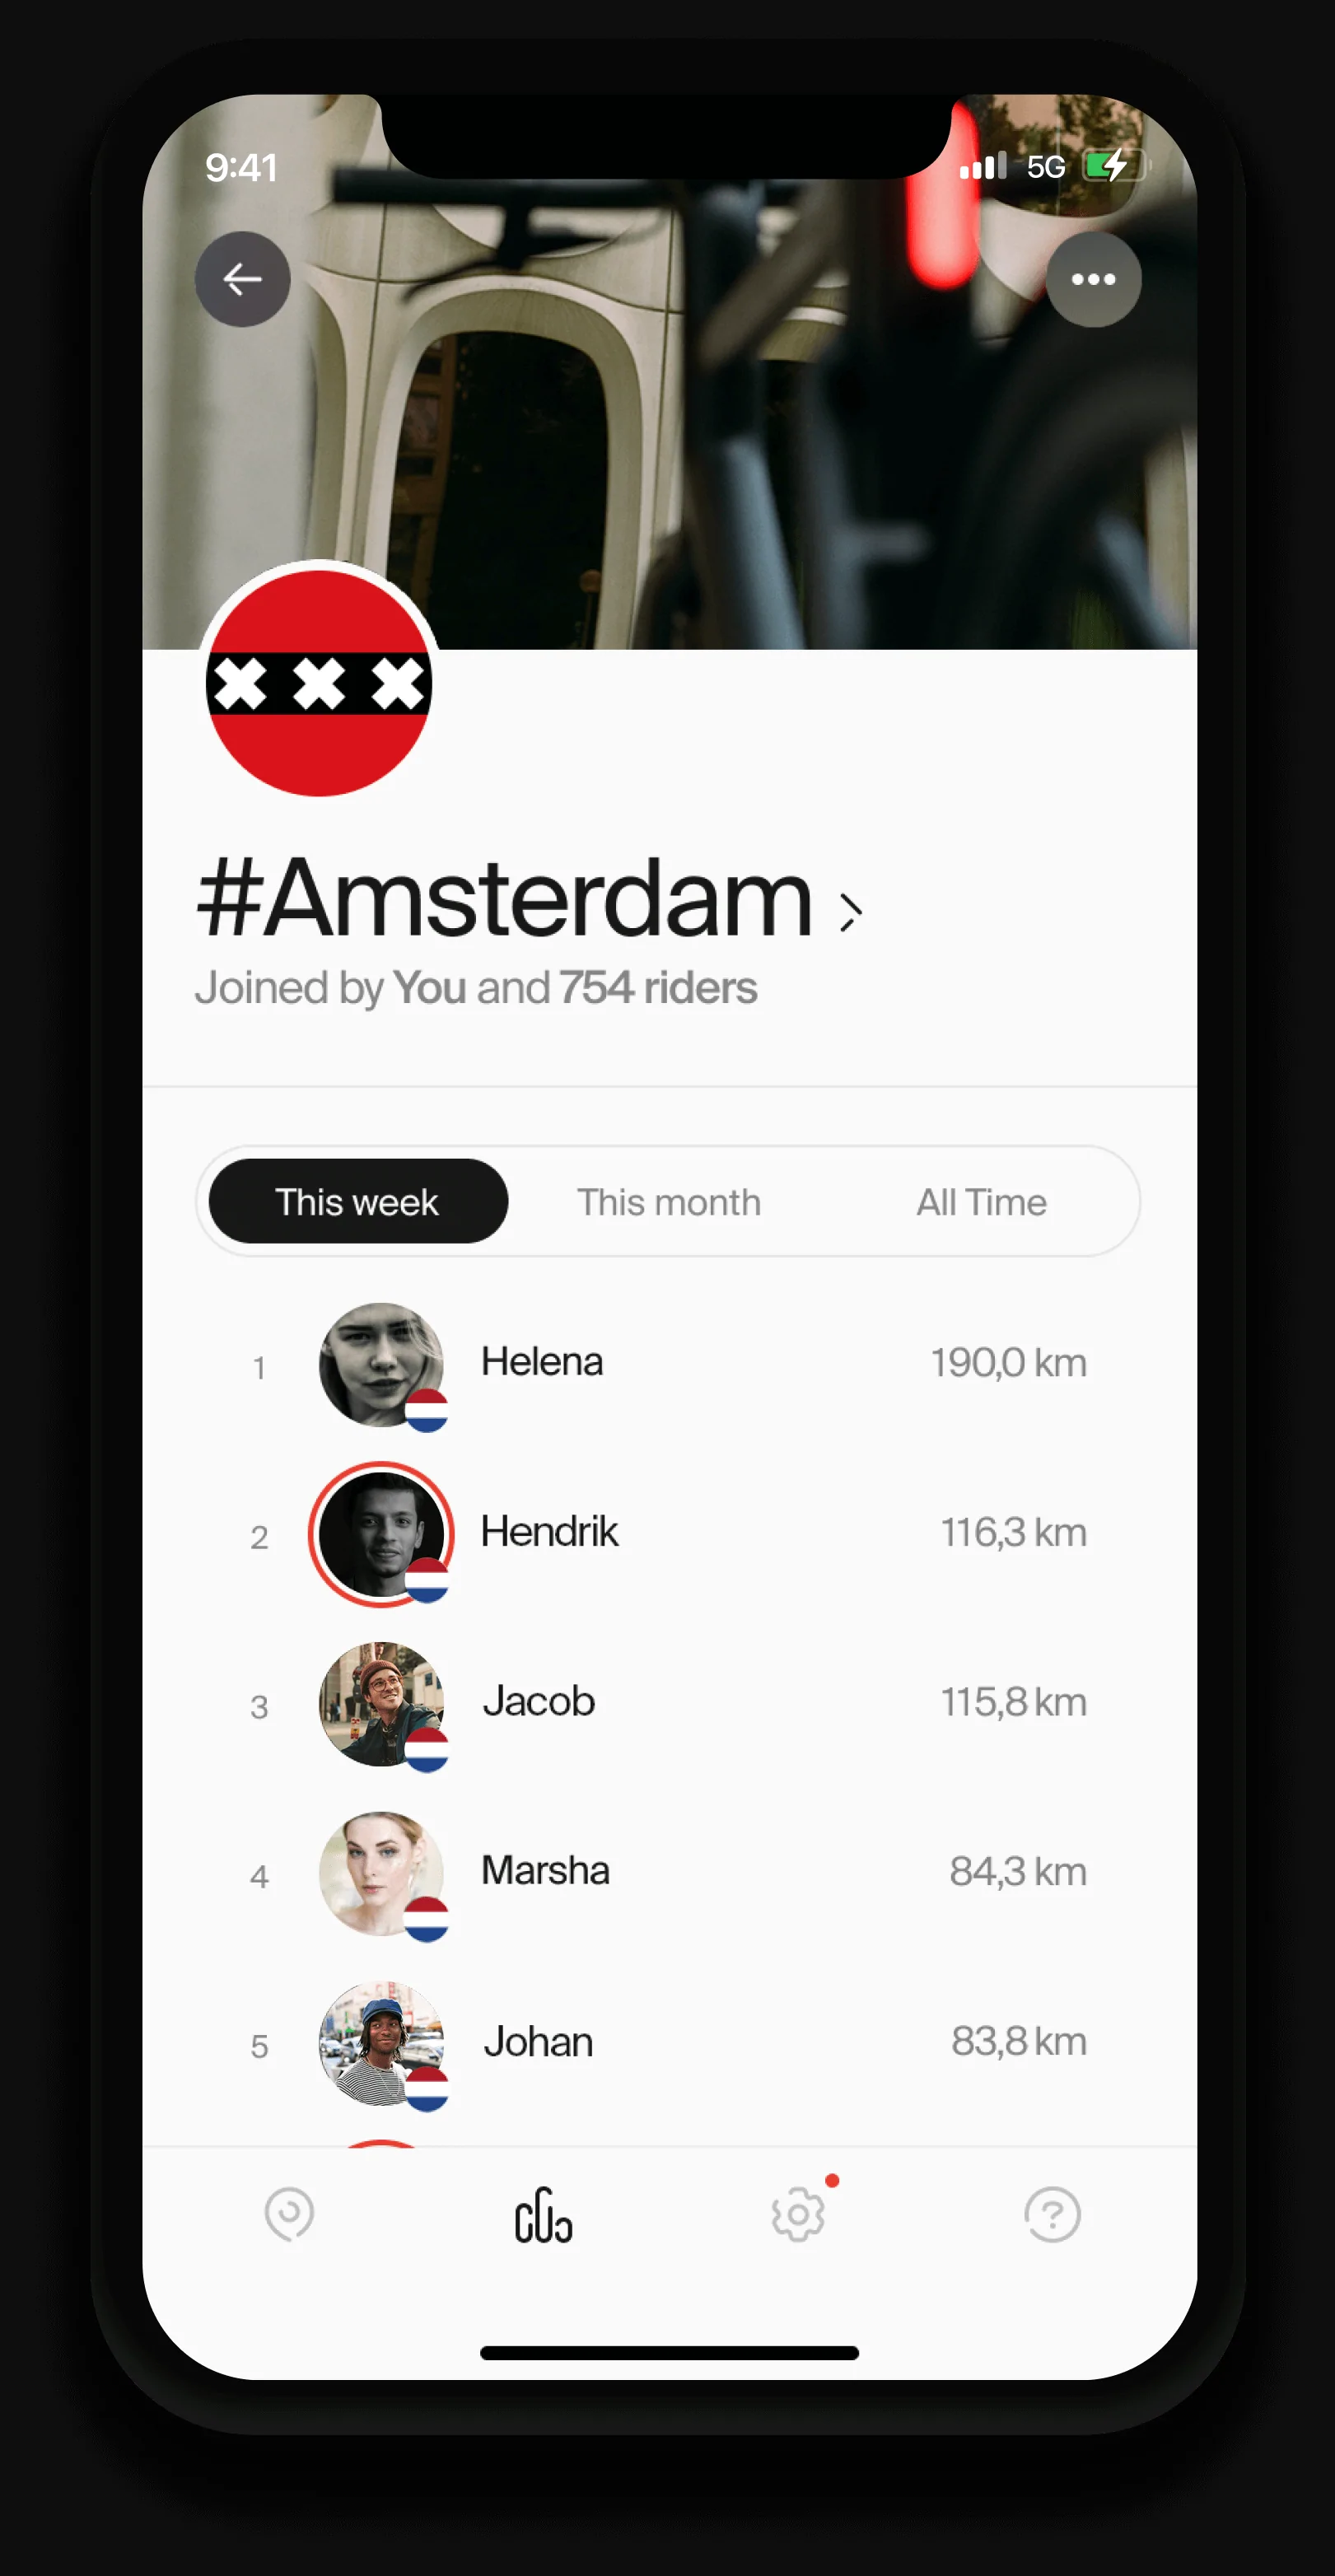 9:41 5G
#Amsterdam
Joined by You and 754 riders
This week This month All Time
1 Helena 190,0 km
2 Hendrik 116,3 km
3 Jacob 115,8 km
4 Marsha 84,3 km
5 Johan 83,8 km